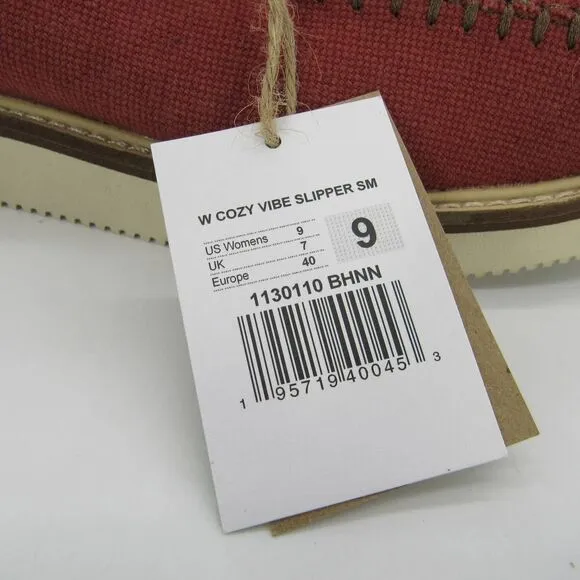 W COZY VIBE SLIPPER SM
US Womens 9
UK 7
Europe 40
9
1130110 BHNN
1 95719 40045 3